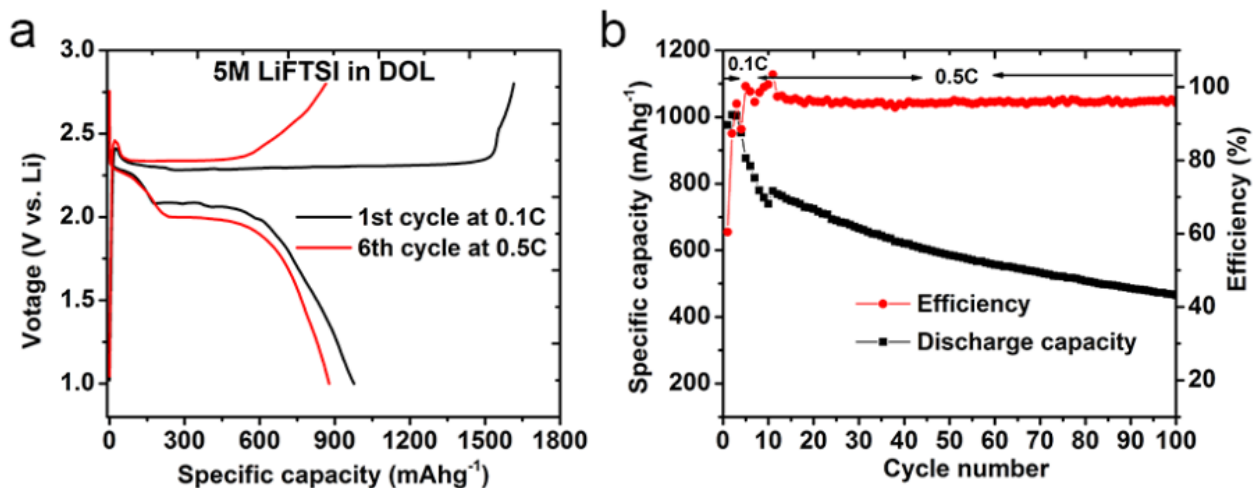 a
3.0
2.5
2.0
1.5
1.0
Votage (V vs. Li)
5M LiFTSI in DOL
1st cycle at 0.1C
6th cycle at 0.5C
0 300 600 900 1200 1500 1800
Specific capacity (mAhg⁻¹)
b
1200
1000
800
600
400
200
Specific capacity (mAhg⁻¹)
0.1C
0.5C
Efficiency
Discharge capacity
100
80
60
40
20
Efficiency (%)
0 10 20 30 40 50 60 70 80 90 100
Cycle number